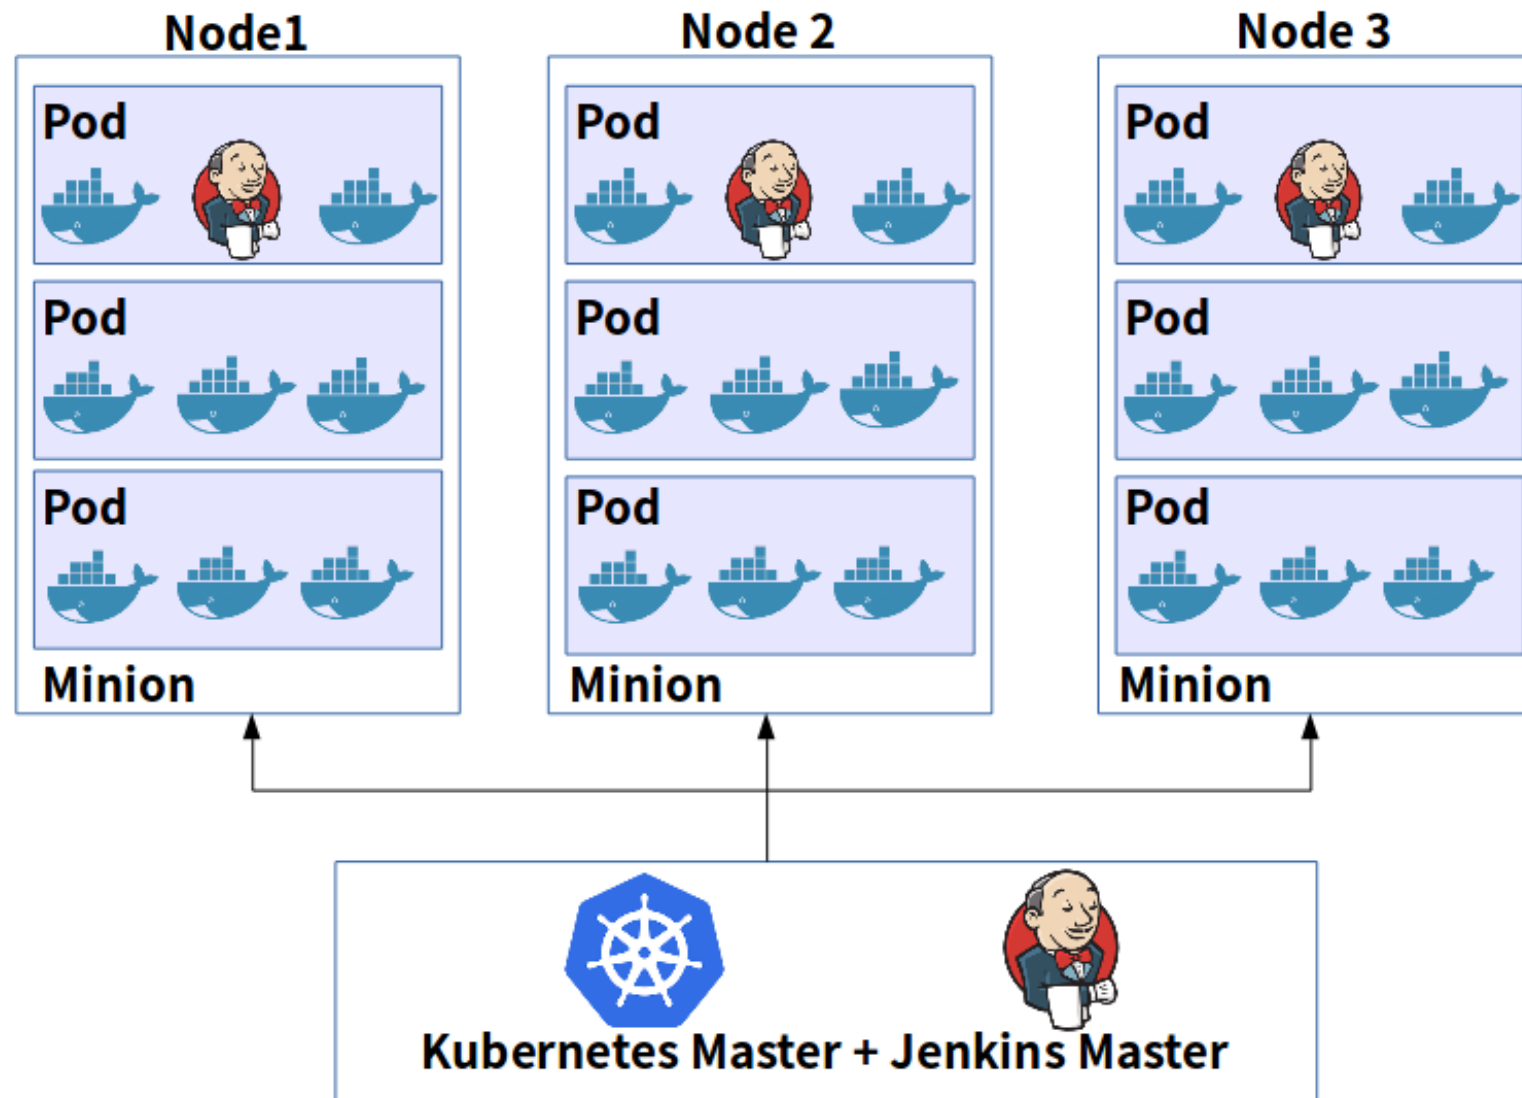 Node1
Node 2
Node 3
Pod
Pod
Pod
Pod
Pod
Pod
Pod
Pod
Pod
Minion
Minion
Minion
Kubernetes Master + Jenkins Master